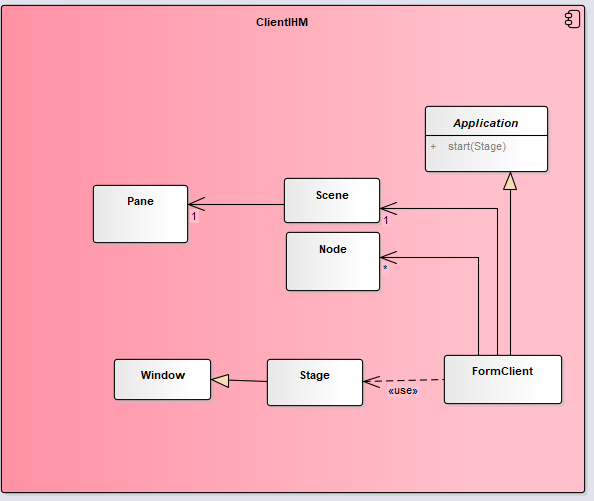 ClientIHM
Application
+ start(Stage)
Pane
Scene
1
1
Node
*
Window
Stage
«use»
FormClient